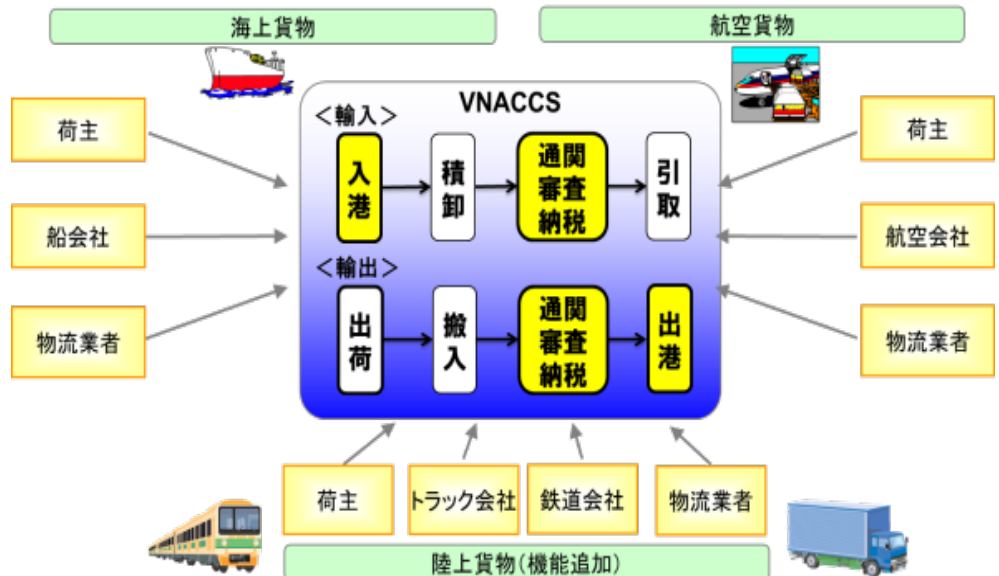 海上貨物
航空貨物
VNACCS
荷主
船会社
物流業者
＜輸入＞
入港
積卸
通関
審査
納税
引取
＜輸出＞
出荷
搬入
通関
審査
納税
出港
荷主
航空会社
物流業者
荷主
トラック会社
鉄道会社
物流業者
陸上貨物(機能追加)